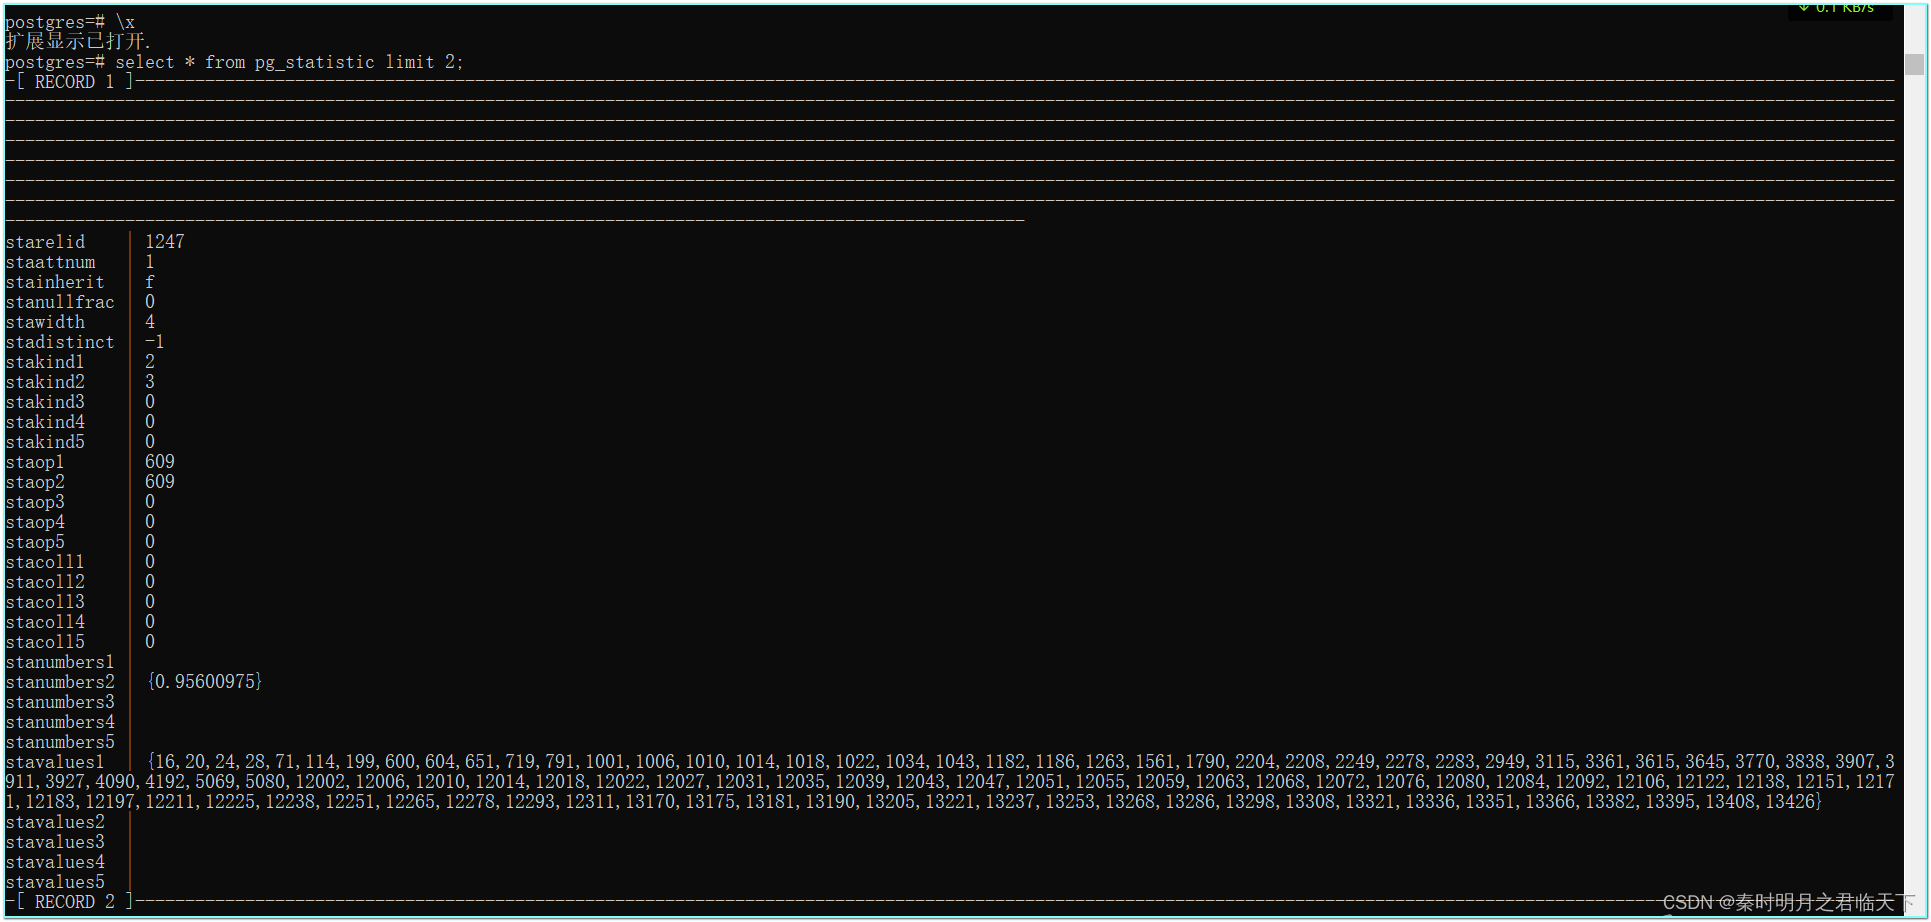 ↓ 0.1 KB/s
postgres=# \x
扩展显示已打开.
postgres=# select * from pg_statistic limit 2;
-[ RECORD 1 ]
starelid | 1247
staattnum | 1
stainherit | f
stanullfrac | 0
stawidth | 4
stadistinct | -1
stakind1 | 2
stakind2 | 3
stakind3 | 0
stakind4 | 0
stakind5 | 0
staop1 | 609
staop2 | 609
staop3 | 0
staop4 | 0
staop5 | 0
stacoll1 | 0
stacoll2 | 0
stacoll3 | 0
stacoll4 | 0
stacoll5 | 0
stanumbers1 |
stanumbers2 | {0.95600975}
stanumbers3 |
stanumbers4 |
stanumbers5 |
stavalues1 | {16,20,24,28,71,114,199,600,604,651,719,791,1001,1006,1010,1014,1018,1022,1034,1043,1182,1186,1263,1561,1790,2204,2208,2249,2278,2283,2949,3115,3361,3615,3645,3770,3838,3907,3
911,3927,4090,4192,5069,5080,12002,12006,12010,12014,12018,12022,12027,12031,12035,12039,12043,12047,12051,12055,12059,12063,12068,12072,12076,12080,12084,12092,12106,12122,12138,12151,1217
1,12183,12197,12211,12225,12238,12251,12265,12278,12293,12311,13170,13175,13181,13190,13205,13221,13237,13253,13268,13286,13298,13308,13321,13336,13351,13366,13382,13395,13408,13426}
stavalues2 |
stavalues3 |
stavalues4 |
stavalues5 |
-[ RECORD 2 ]
CSDN @秦时明月之君临天下